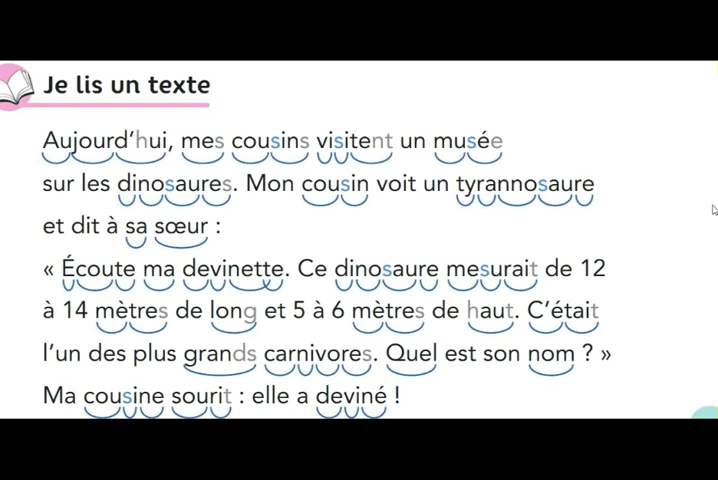 Je lis un texte
Aujourd'hui, mes cousins visitent un musée
sur les dinosaures. Mon cousin voit un tyrannosaure
et dit à sa sœur :
« Écoute ma devinette. Ce dinosaure mesurait de 12
à 14 mètres de long et 5 à 6 mètres de haut. C'était
l'un des plus grands carnivores. Quel est son nom ? »
Ma cousine sourit : elle a deviné !